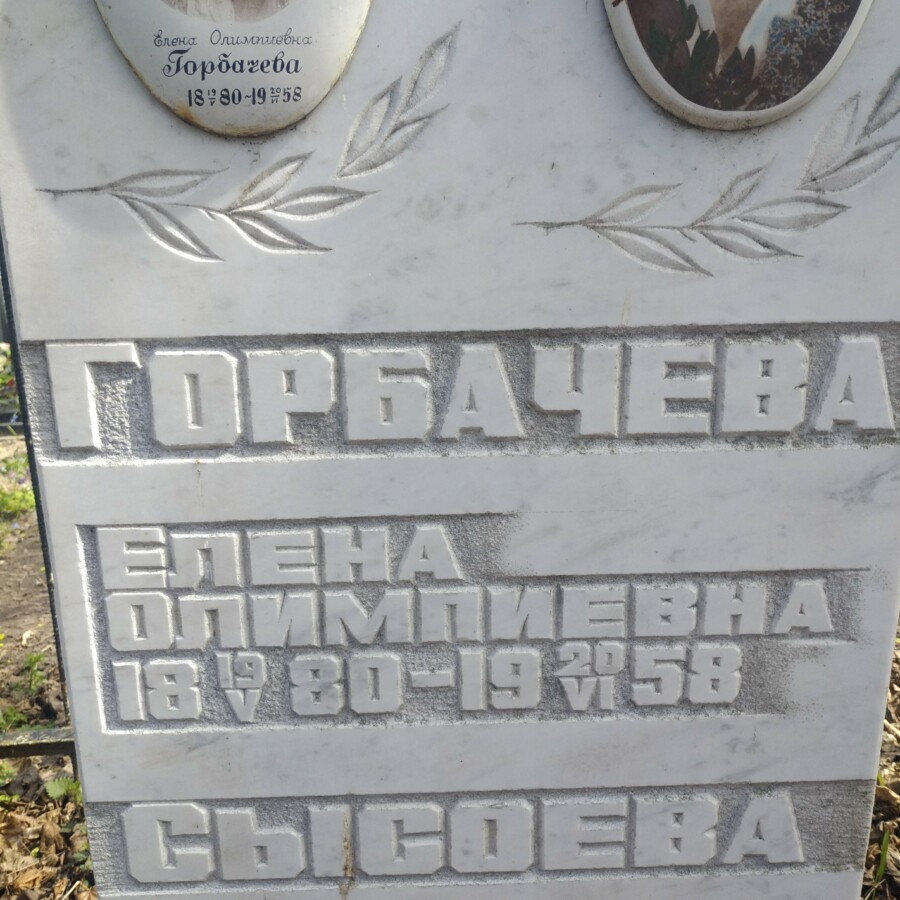 Елена Олимпиевна
Горбачева
18 19/V 80-19 20/VI 58
ГОРБАЧЕВА
ЕЛЕНА
ОЛИМПИЕВНА
18 19/V 80-19 20/VI 58
СЫСОЕВА